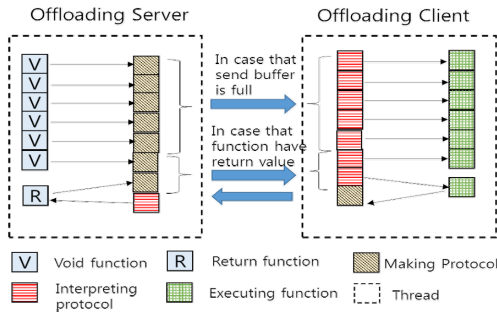 Offloading Server
Offloading Client
V
V
V
V
V
V
R
In case that
send buffer
is full
In case that
function have
return value
V Void function
R Return function
Making Protocol
Interpreting
protocol
Executing function
Thread